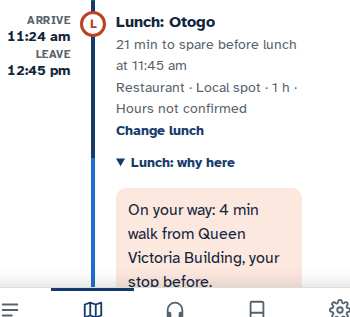 ARRIVE
11:24 am
LEAVE
12:45 pm
L
Lunch: Otogo
21 min to spare before lunch
at 11:45 am
Restaurant · Local spot · 1 h ·
Hours not confirmed
Change lunch
▼ Lunch: why here
On your way: 4 min
walk from Queen
Victoria Building, your
stop before.